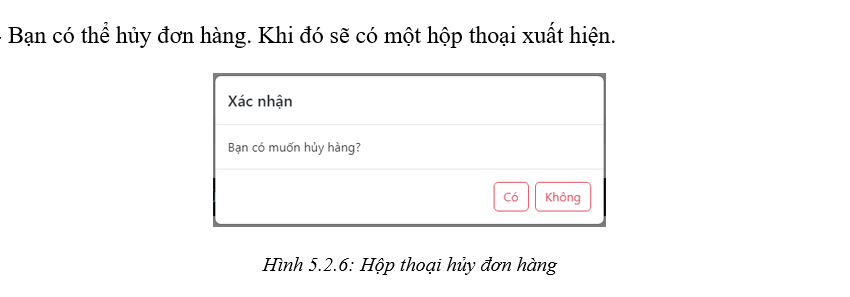 - Bạn có thể hủy đơn hàng. Khi đó sẽ có một hộp thoại xuất hiện.
Xác nhận
Bạn có muốn hủy hàng?
Có Không
Hình 5.2.6: Hộp thoại hủy đơn hàng